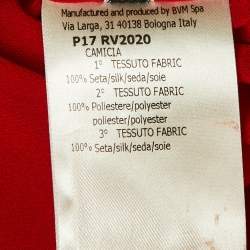 Manufactured and produced by BVM Spa
Via Larga, 31 40138 Bologna Italy
P17 RV2020
CAMICIA
1° TESSUTO FABRIC
100% Seta/silk/seda/soie
2° TESSUTO FABRIC
100% Poliestere/polyester
poliester/polyester
3° TESSUTO FABRIC
100% Seta/silk/seda/soie